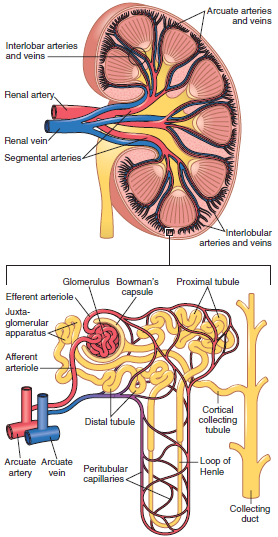 Arcuate arteries
and veins
Interlobar arteries
and veins
Renal artery
Renal vein
Segmental arteries
Interlobular
arteries and veins
Glomerulus
Bowman's
capsule
Proximal tubule
Efferent arteriole
Juxta-
glomerular
apparatus
Afferent
arteriole
Distal tubule
Cortical
collecting
tubule
Arcuate
artery
Arcuate
vein
Peritubular
capillaries
Loop of
Henle
Collecting
duct